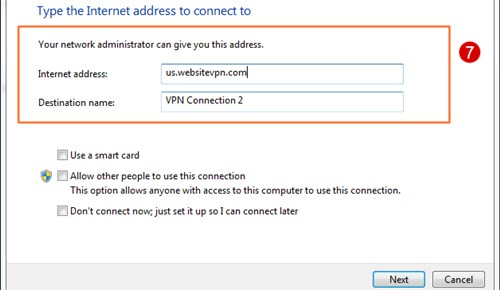 Type the Internet address to connect to
Your network administrator can give you this address.
Internet address: us.websitevpn.com
Destination name: VPN Connection 2
7
Use a smart card
Allow other people to use this connection
This option allows anyone with access to this computer to use this connection.
Don't connect now; just set it up so I can connect later
Next Cancel